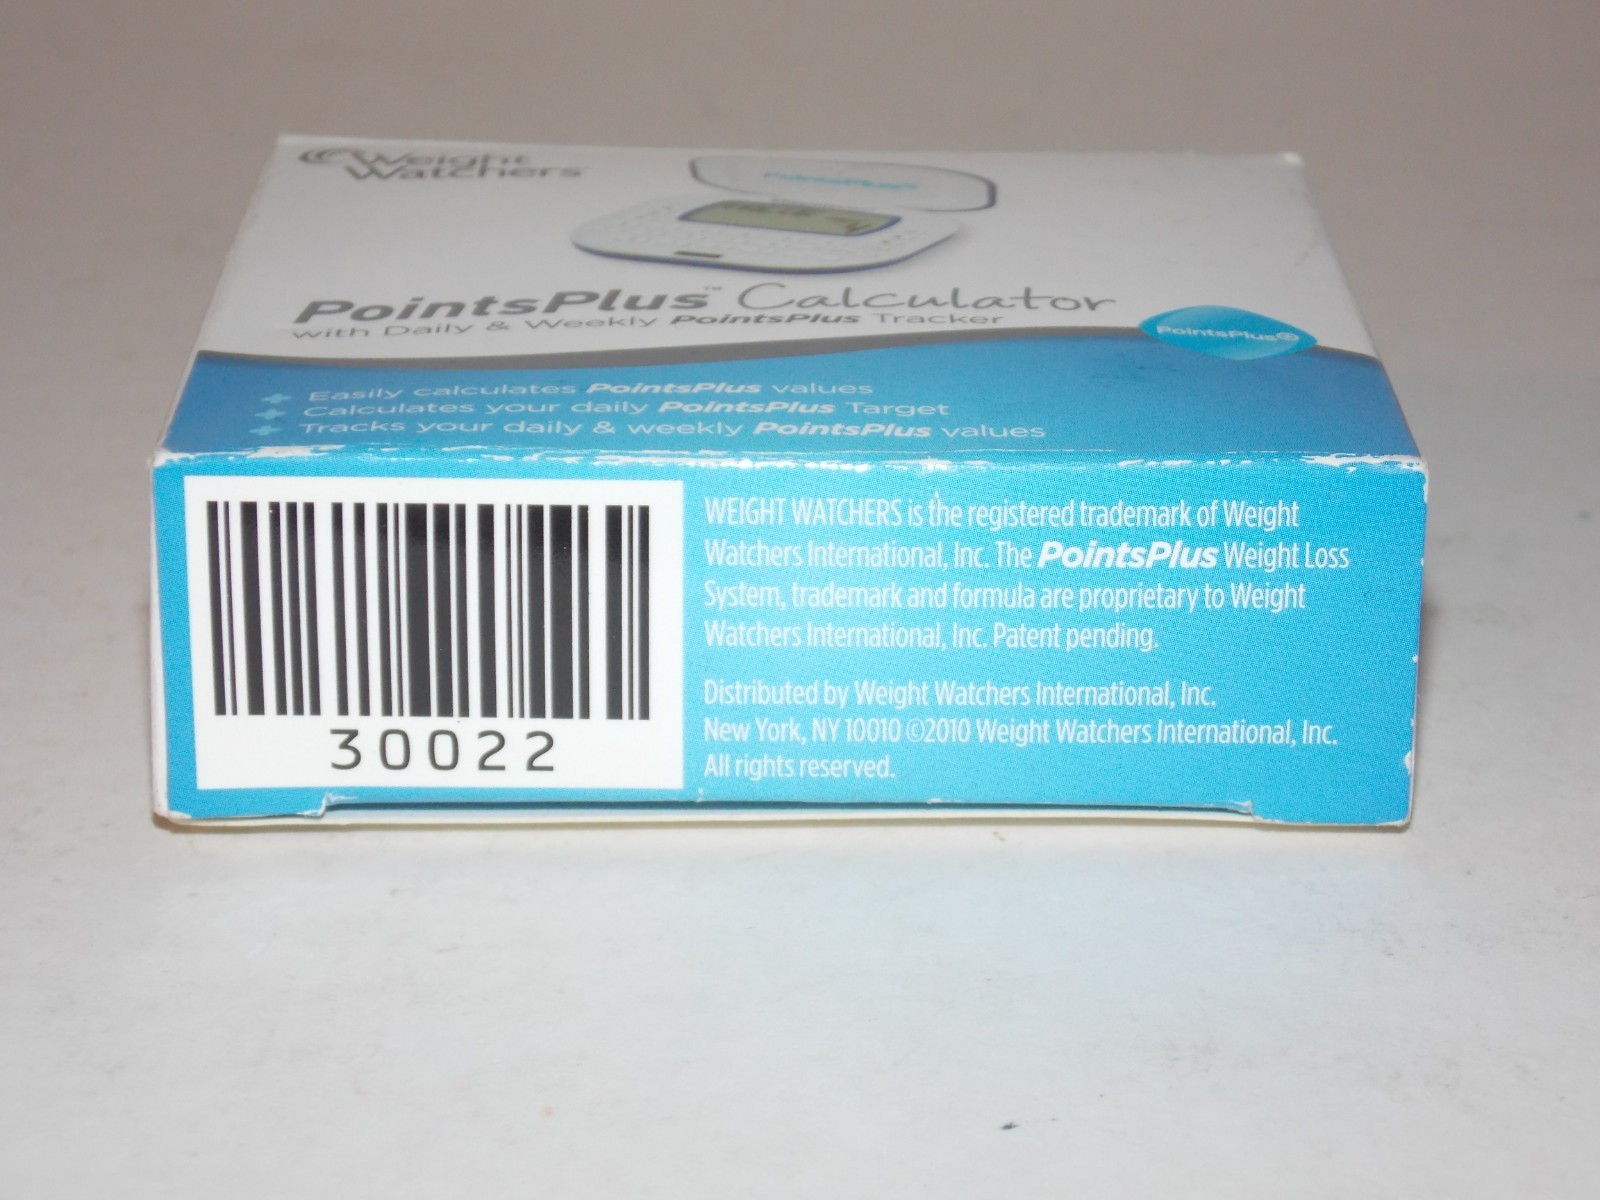 Weight
Watchers
PointsPlus
PointsPlus™ Calculator
with Daily & Weekly PointsPlus Tracker
PointsPlus
+ Easily calculates PointsPlus values
+ Calculates your daily PointsPlus Target
+ Tracks your daily & weekly PointsPlus values
30022
WEIGHT WATCHERS is the registered trademark of Weight
Watchers International, Inc. The PointsPlus Weight Loss
System, trademark and formula are proprietary to Weight
Watchers International, Inc. Patent pending.
Distributed by Weight Watchers International, Inc.
New York, NY 10010 ©2010 Weight Watchers International, Inc.
All rights reserved.